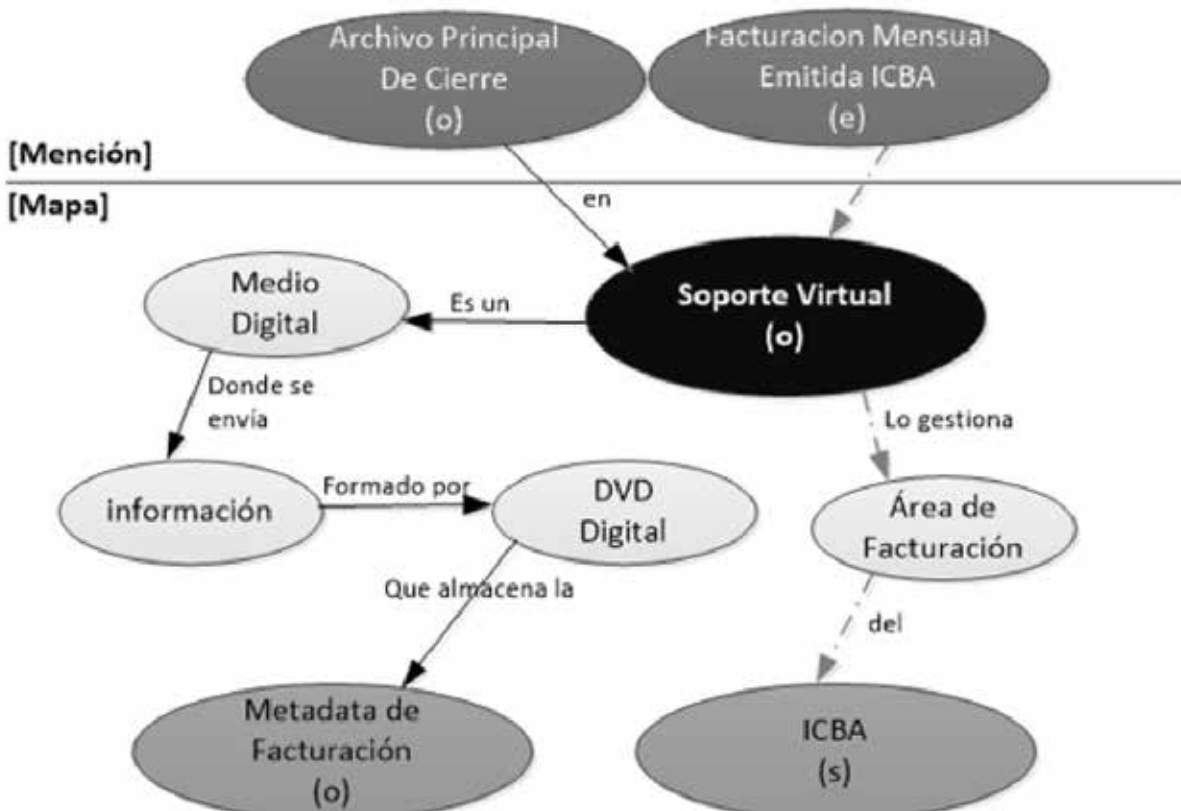 Archivo Principal
De Cierre
(o)
Facturacion Mensual
Emitida ICBA
(e)
[Mención]
[Mapa]
en
Soporte Virtual
(o)
Es un
Medio
Digital
Donde se
envía
Lo gestiona
información
Formado por
DVD
Digital
Área de
Facturación
Que almacena la
del
Metadata de
Facturación
(o)
ICBA
(s)